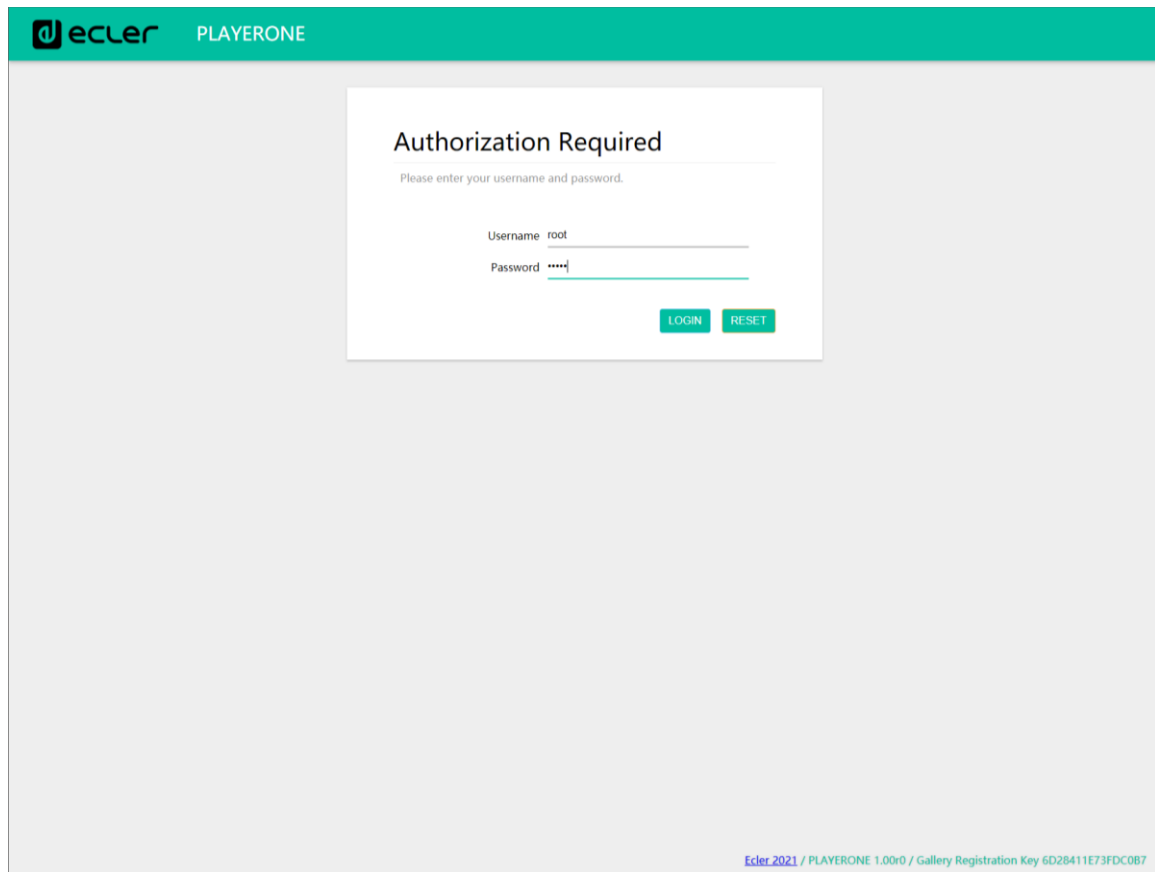 ecler PLAYERONE
Authorization Required
Please enter your username and password.
Username root
Password •••••
LOGIN RESET
Ecler 2021 / PLAYERONE 1.00r0 / Gallery Registration Key 6D28411E73FDC0B7